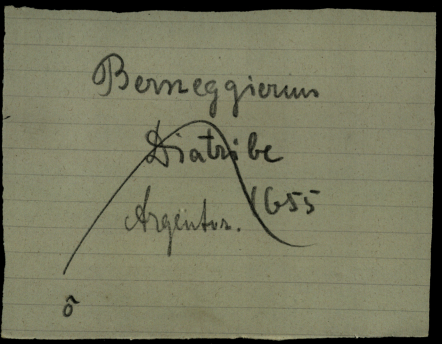 Berneggierum
Diatribe
Argentor. 1655
õ